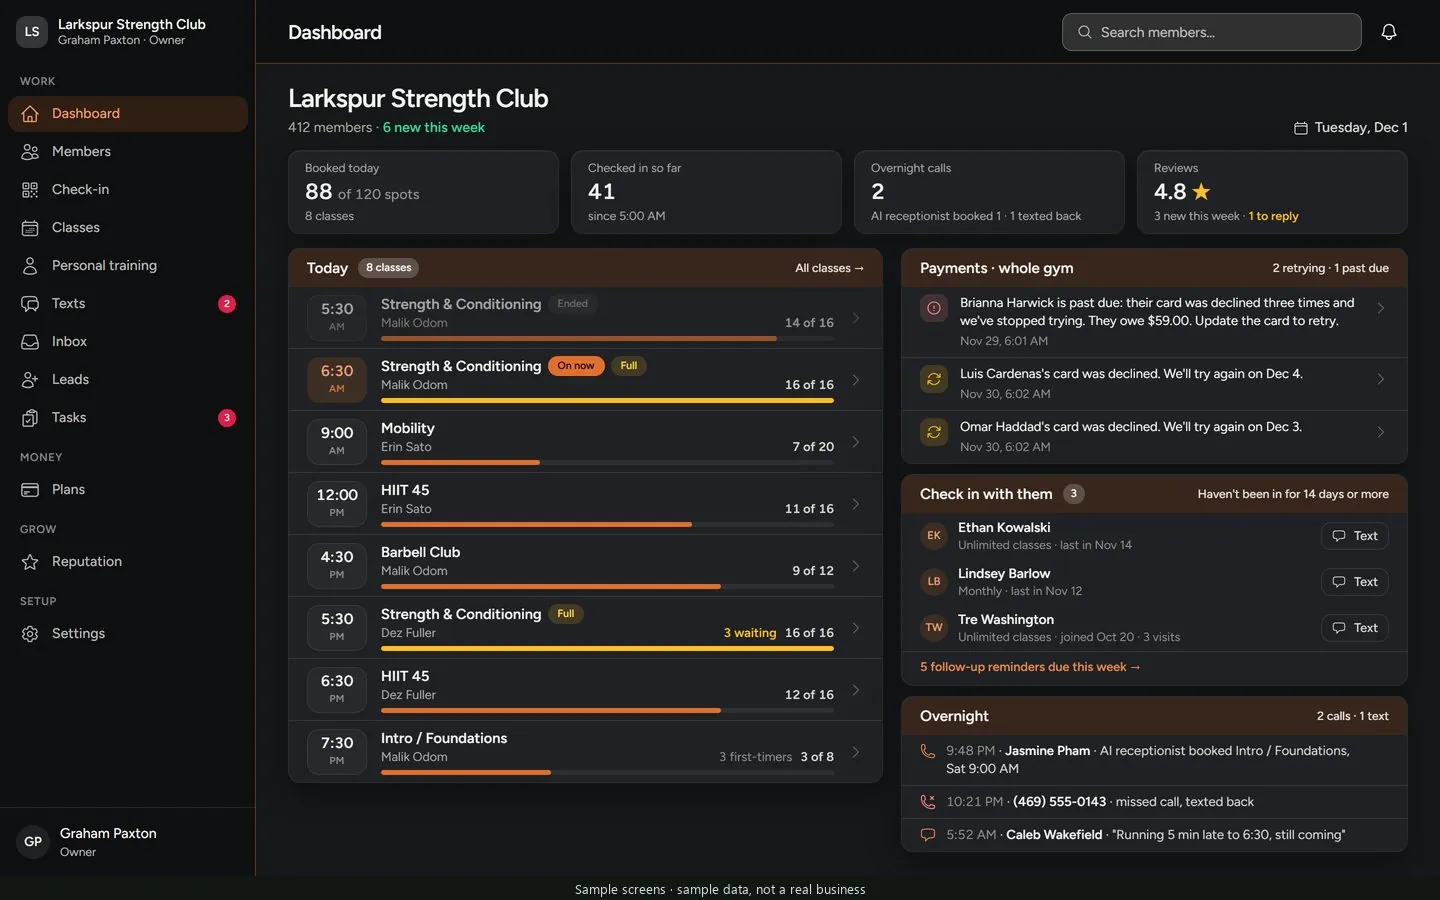 LS
Larkspur Strength Club
Graham Paxton · Owner
WORK
Dashboard
Members
Check-in
Classes
Personal training
Texts 2
Inbox
Leads
Tasks 3
MONEY
Plans
GROW
Reputation
SETUP
Settings
GP
Graham Paxton
Owner
Dashboard
Search members...
Larkspur Strength Club
412 members · 6 new this week
Tuesday, Dec 1
Booked today
88 of 120 spots
8 classes
Checked in so far
41
since 5:00 AM
Overnight calls
2
AI receptionist booked 1 · 1 texted back
Reviews
4.8 ★
3 new this week · 1 to reply
Today 8 classes All classes →
5:30 AM
Strength & Conditioning Ended
Malik Odom 14 of 16
6:30 AM
Strength & Conditioning On now Full
Malik Odom 16 of 16
9:00 AM
Mobility
Erin Sato 7 of 20
12:00 PM
HIIT 45
Erin Sato 11 of 16
4:30 PM
Barbell Club
Malik Odom 9 of 12
5:30 PM
Strength & Conditioning Full
Dez Fuller 3 waiting 16 of 16
6:30 PM
HIIT 45
Dez Fuller 12 of 16
7:30 PM
Intro / Foundations
Malik Odom 3 first-timers 3 of 8
Payments · whole gym 2 retrying · 1 past due
Brianna Harwick is past due: their card was declined three times and
we've stopped trying. They owe $59.00. Update the card to retry.
Nov 29, 6:01 AM
Luis Cardenas's card was declined. We'll try again on Dec 4.
Nov 30, 6:02 AM
Omar Haddad's card was declined. We'll try again on Dec 3.
Nov 30, 6:02 AM
Check in with them 3 Haven't been in for 14 days or more
EK
Ethan Kowalski
Unlimited classes · last in Nov 14
Text
LB
Lindsey Barlow
Monthly · last in Nov 12
Text
TW
Tre Washington
Unlimited classes · joined Oct 20 · 3 visits
Text
5 follow-up reminders due this week →
Overnight 2 calls · 1 text
9:48 PM · Jasmine Pham · AI receptionist booked Intro / Foundations,
Sat 9:00 AM
10:21 PM · (469) 555-0143 · missed call, texted back
5:52 AM · Caleb Wakefield · "Running 5 min late to 6:30, still coming"
Sample screens · sample data, not a real business